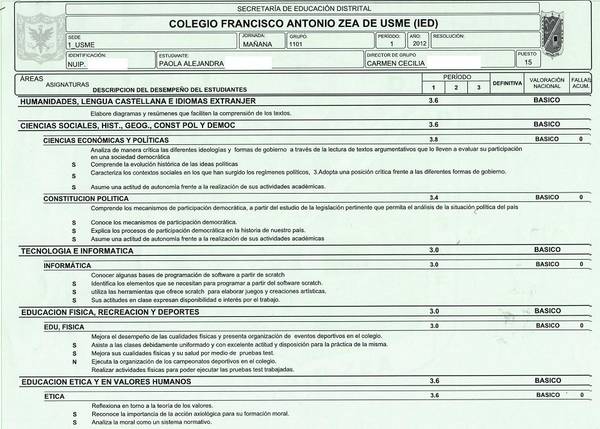 SECRETARÍA DE EDUCACIÓN DISTRITAL
COLEGIO FRANCISCO ANTONIO ZEA DE USME (IED)
SEDE JORNADA: GRUPO: PERÍODO: AÑO: RESOLUCIÓN:
1_USME MAÑANA 1101 1 2012
IDENTIFICACIÓN: ESTUDIANTE: DIRECTOR DE GRUPO PUESTO
NUIP. PAOLA ALEJANDRA CARMEN CECILIA 15
ÁREAS PERÍODO DEFINITIVA VALORACIÓN NACIONAL FALLAS ACUM.
ASIGNATURAS 1 2 3
DESCRIPCION DEL DESEMPEÑO DEL ESTUDIANTES
HUMANIDADES, LENGUA CASTELLANA E IDIOMAS EXTRANJER 3.6 BASICO
Elabore diagramas y resúmenes que faciliten la comprensión de los textos.
CIENCIAS SOCIALES, HIST., GEOG., CONST POL Y DEMOC 3.6 BASICO
CIENCIAS ECONÓMICAS Y POLÍTICAS 3.8 BASICO 0
Analiza de manera crítica las diferentes ideologías y formas de gobierno a través de la lectura de textos argumentativos que lo lleven a evaluar su participación
en una sociedad democrática
S Comprende la evolución histórica de las ideas políticas
S Caracteriza los contextos sociales en los que han surgido los regímenes políticos, 3.Adopta una posición crítica frente a las diferentes formas de gobierno.
S Asume una actitud de autonomía frente a la realización de sus actividades académicas.
CONSTITUCION POLITICA 3.4 BASICO 0
Comprende los mecanismos de participación democrática, a partir del estudio de la legislación pertinente que permita el análisis de la situación política del país
S Conoce los mecanismos de participación democrática.
S Explica los procesos de participación democratica en la historia de nuestro país.
S Asume una actitud de autonomía frente a la realización de sus actividades académicas
TECNOLOGIA E INFORMATICA 3.0 BASICO
INFORMÁTICA 3.0 BASICO 0
Conocer algunas bases de programación de software a partir de scratch
S Identifica los elementos que se necesitan para programar a partir del software scratch.
S utiliza las herramientas que ofrece scratch para elaborar juegos y creaciones artísticas,
S Sus actitudes en clase expresan disponibilidad e interés por el trabajo.
EDUCACION FISICA, RECREACION Y DEPORTES 3.0 BASICO
EDU, FISICA 3.0 BASICO 0
Mejora el desempeño de las cualidades físicas y presenta organización de eventos deportivos en el colegio.
S Asiste a las clases debidamente uniformado y con excelente actitud y disposición para la práctica de la misma.
S Mejora sus cualidades físicas y su salud por medio de pruebas test.
N Ejecuta la organización de los campeonatos deportivos en el colegio.
Realizar actividades físicas para poder ejecutar las pruebas test trabajadas.
EDUCACION ETICA Y EN VALORES HUMANOS 3.6 BASICO
ETICA 3.6 BASICO 0
Reflexiona en torno a la teoría de los valores.
S Reconoce la importancia de la acción axiológica para su formación moral.
S Analiza la moral como un sistema normativo.